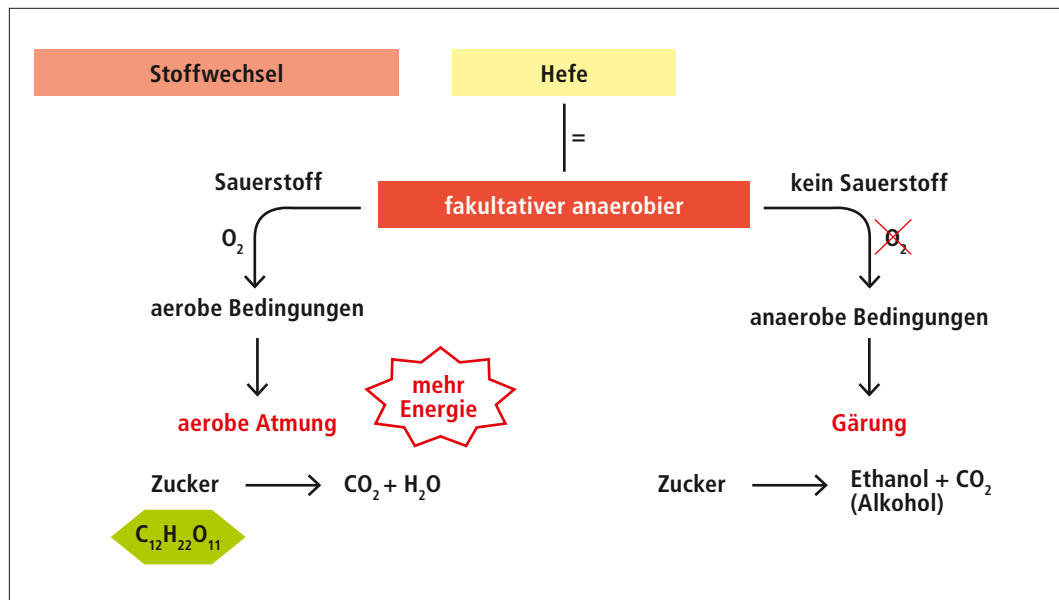 Stoffwechsel
Hefe
=
Sauerstoff
fakultativer anaerobier
kein Sauerstoff
O₂
O₂
aerobe Bedingungen
anaerobe Bedingungen
mehr
Energie
aerobe Atmung
Gärung
Zucker
CO₂ + H₂O
Zucker
Ethanol + CO₂
(Alkohol)
C₁₂H₂₂O₁₁